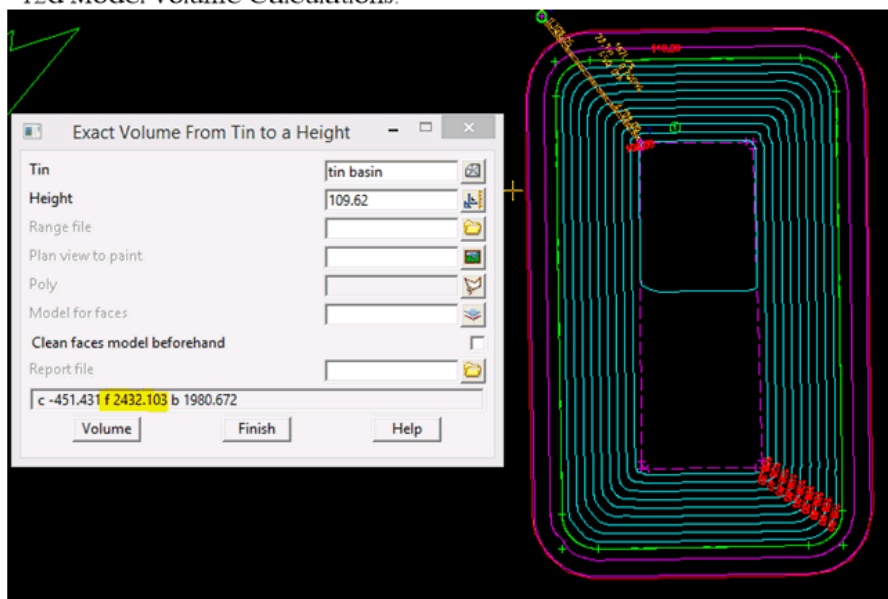 12d Model Volume Calculations:
Exact Volume From Tin to a Height
Tin
tin basin
Height
109.62
Range file
Plan view to paint
Poly
Model for faces
Clean faces model beforehand
Report file
c -451.431 f 2432.103 b 1980.672
Volume
Finish
Help